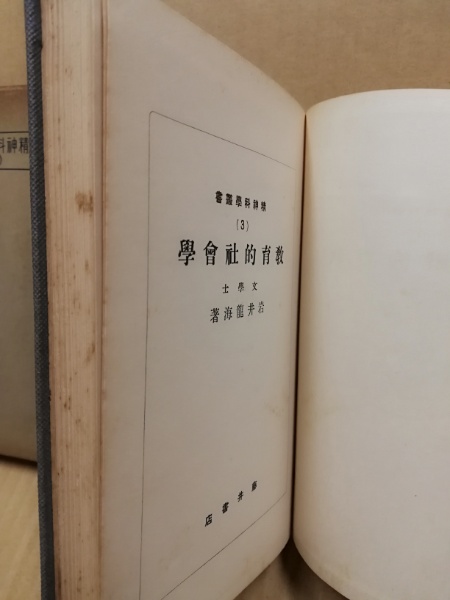 精神科學叢書
(3)
教育的社會學
文學士
岩井龍海著
藤井書店